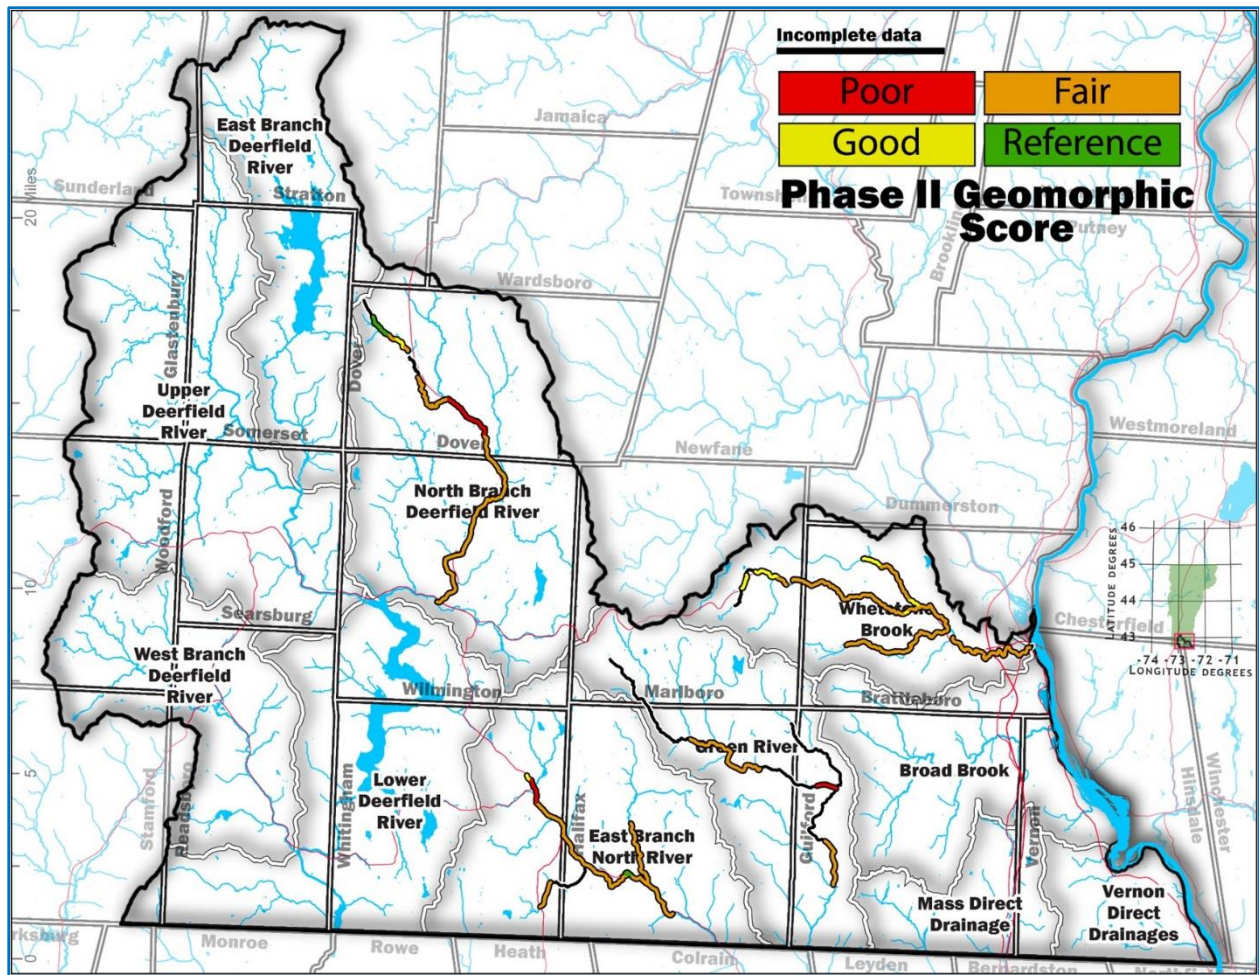 Incomplete data
Poor
Fair
Good
Reference
Phase II Geomorphic
Score
East Branch
Deerfield
River
Jamaica
Sunderland
Stratton
20 Miles
Putney
Wardsboro
Glastenbury
Dover
Upper
Deerfield
River
Somerset
Dover
Newfane
Westmoreland
North Branch
Deerfield River
Woodford
Dummerston
46
45
44
43
LATITUDE DEGREES
-74 -73 -72 -71
LONGITUDE DEGREES
10
Searsburg
Whetstone
Brook
Chesterfield
West Branch
Deerfield
River
Wilmington
Marlboro
Brattleboro
Green River
Broad Brook
5
Stamford
Readsboro
Whitingham
Lower
Deerfield
River
Halifax
East Branch
North River
Guilford
Vernon
Hinsdale
Winchester
Mass Direct
Drainage
Vernon
Direct
Drainages
0
Monroe
Rowe
Heath
Colrain
Leyden
Bernardston